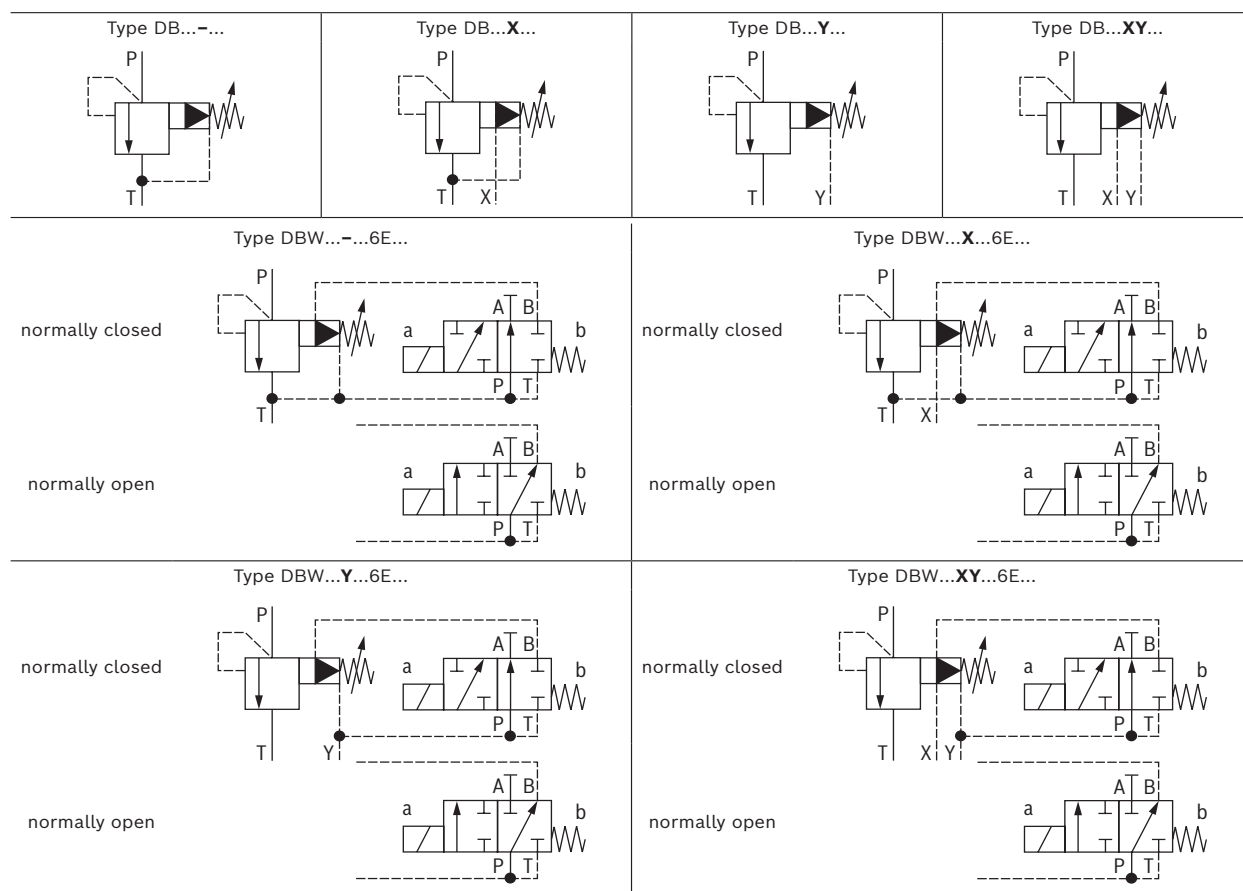 Type DB...–... Type DB...X... Type DB...Y... Type DB...XY...
P P P P
T T X T Y T X Y
Type DBW...–...6E... Type DBW...X...6E...
P P
A B A B
normally closed a b normally closed a b
P T P T
T T X
A B A B
a b a b
normally open normally open
P T P T
Type DBW...Y...6E... Type DBW...XY...6E...
P P
A B A B
normally closed a b normally closed a b
P T P T
T Y T X Y
A B A B
a b a b
normally open normally open
P T P T